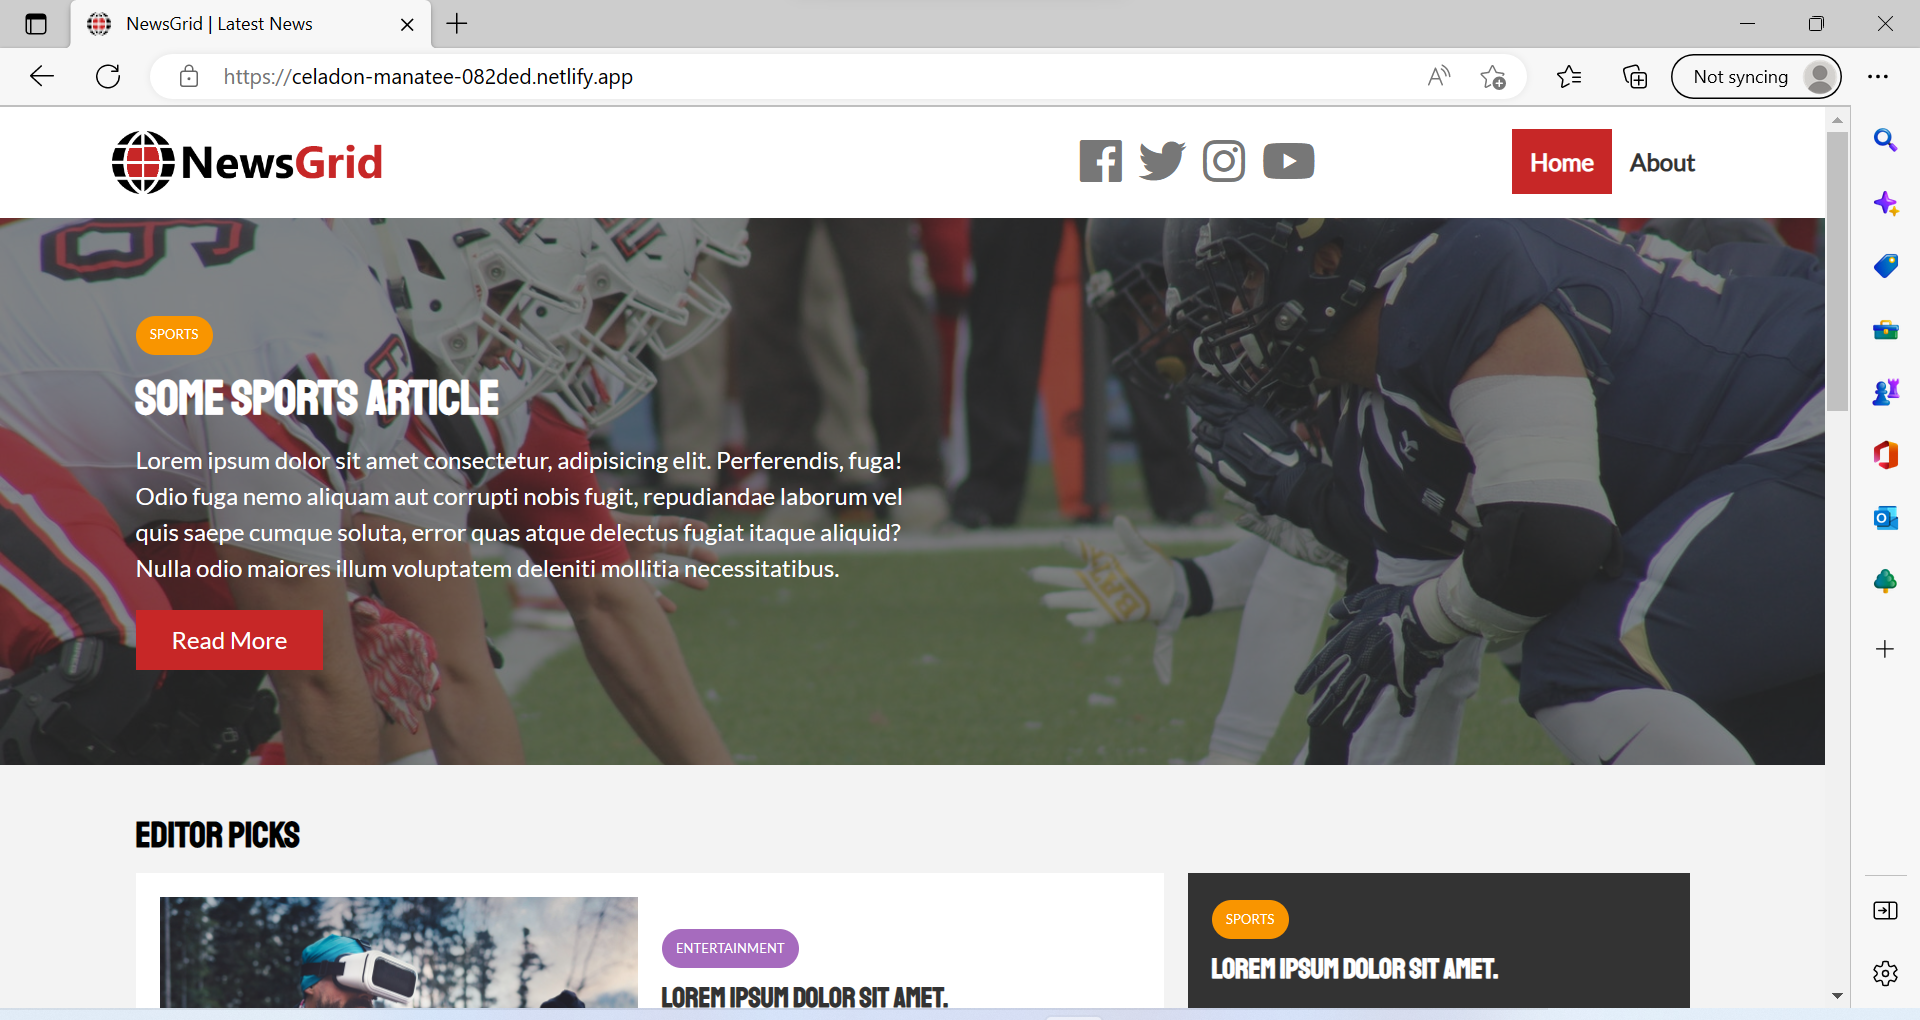 NewsGrid | Latest News
https://celadon-manatee-082ded.netlify.app
Not syncing
NewsGrid
Home
About
SPORTS
SOME SPORTS ARTICLE
Lorem ipsum dolor sit amet consectetur, adipisicing elit. Perferendis, fuga!
Odio fuga nemo aliquam aut corrupti nobis fugit, repudiandae laborum vel
quis saepe cumque soluta, error quas atque delectus fugiat itaque aliquid?
Nulla odio maiores illum voluptatem deleniti mollitia necessitatibus.
Read More
EDITOR PICKS
ENTERTAINMENT
LOREM IPSUM DOLOR SIT AMET.
SPORTS
LOREM IPSUM DOLOR SIT AMET.